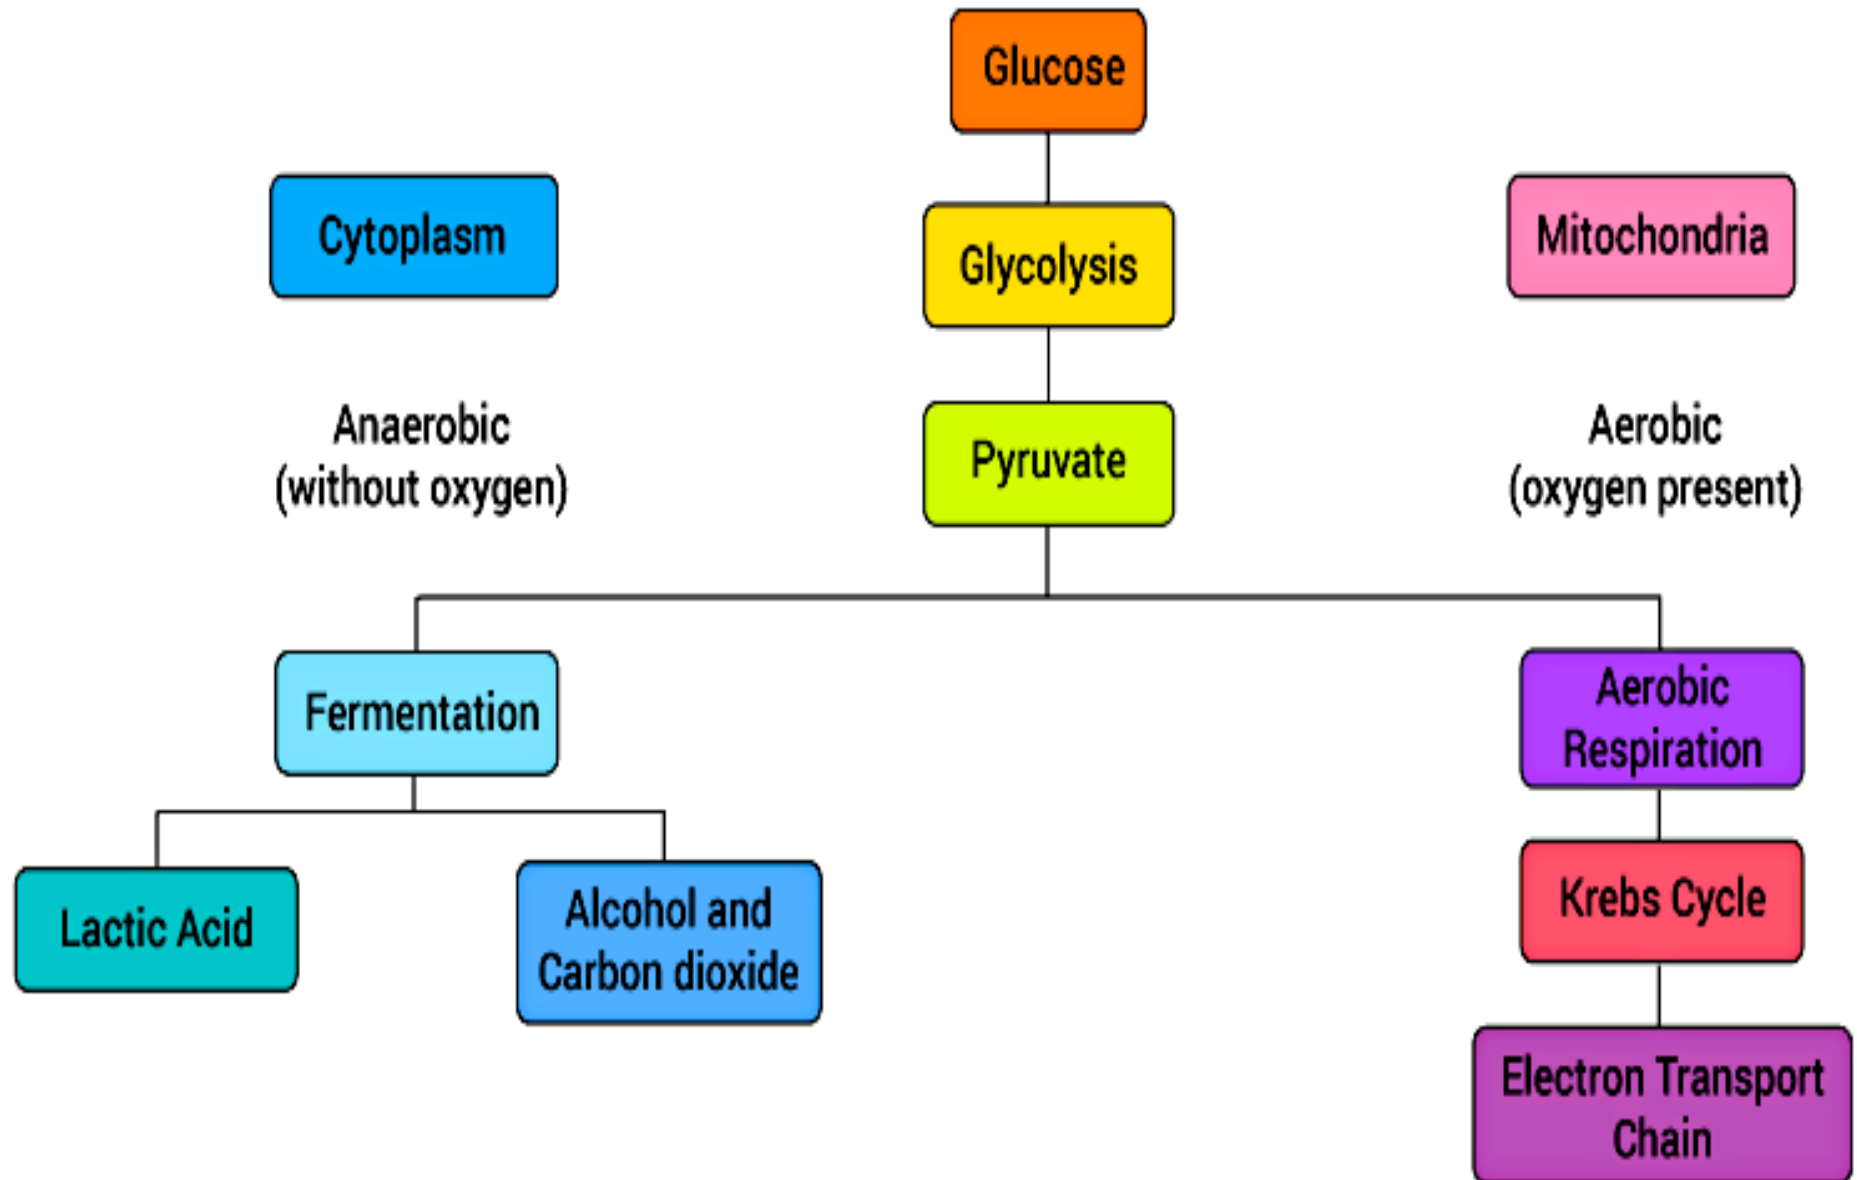 Glucose
Cytoplasm
Glycolysis
Mitochondria
Anaerobic
(without oxygen)
Pyruvate
Aerobic
(oxygen present)
Fermentation
Aerobic
Respiration
Lactic Acid
Alcohol and
Carbon dioxide
Krebs Cycle
Electron Transport
Chain